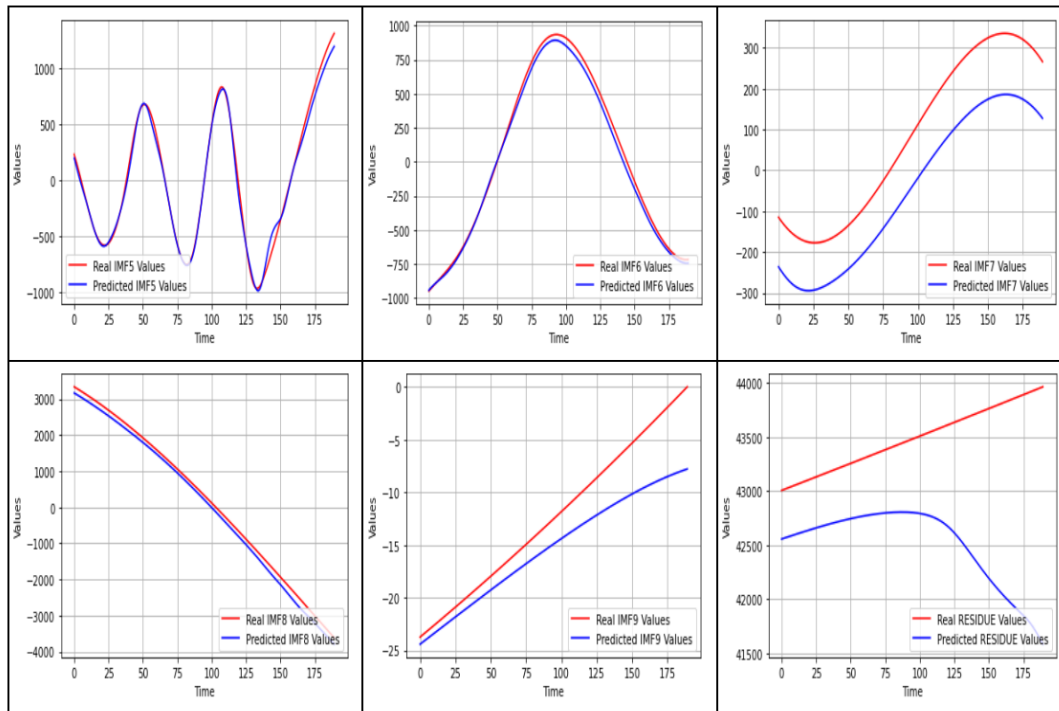 1000
500
0
−500
−1000
Values
Real IMF5 Values
Predicted IMF5 Values
0 25 50 75 100 125 150 175
Time
1000
750
500
250
0
−250
−500
−750
−1000
Values
Real IMF6 Values
Predicted IMF6 Values
0 25 50 75 100 125 150 175
Time
300
200
100
0
−100
−200
−300
Values
Real IMF7 Values
Predicted IMF7 Values
0 25 50 75 100 125 150 175
Time
3000
2000
1000
0
−1000
−2000
−3000
−4000
Values
Real IMF8 Values
Predicted IMF8 Values
0 25 50 75 100 125 150 175
Time
0
−5
−10
−15
−20
−25
Values
Real IMF9 Values
Predicted IMF9 Values
0 25 50 75 100 125 150 175
Time
44000
43500
43000
42500
42000
41500
Values
Real RESIDUE Values
Predicted RESIDUE Values
0 25 50 75 100 125 150 175
Time